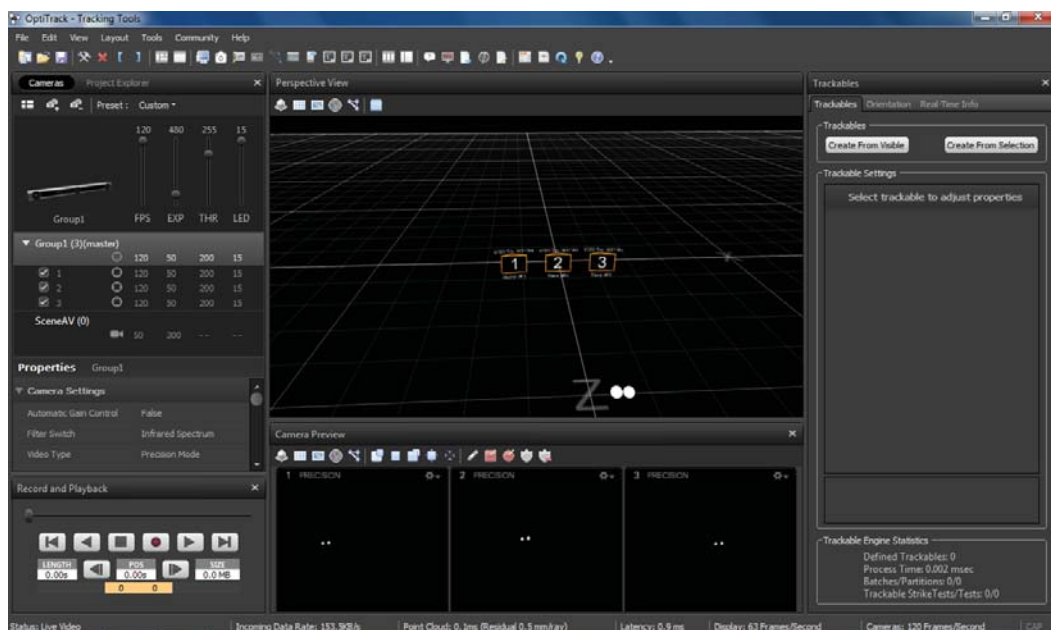 OptiTrack - Tracking Tools
File Edit View Layout Tools Community Help
Cameras Project Explorer
Preset : Custom
120 480 255 15
Group1 FPS EXP THR LED
Group1 (3)(master)
120 50 200 15
1 120 50 200 15
2 120 50 200 15
3 120 50 200 15
SceneAV (0)
50 200 -- --
Properties Group1
Camera Settings
Automatic Gain Control False
Filter Switch Infrared Spectrum
Video Type Precision Mode
Record and Playback
LENGTH POS SIZE
0.00s 0.00s 0.0 MB
0 0
Perspective View
1 2 3
Z
Camera Preview
1 PRECISION 2 PRECISION 3 PRECISION
Trackables
Trackables Orientation Real-Time Info
Trackables
Create From Visible Create From Selection
Trackable Settings
Select trackable to adjust properties
Trackable Engine Statistics
Defined Trackables: 0
Process Time: 0.002 msec
Batches/Partitions: 0/0
Trackable StrikeTests/Tests: 0/0
Status: Live Video Incoming Data Rate: 153.5KB/s Point Cloud: 0.1ms (Residual 0.5 mm/ray) Latency: 0.9 ms Display: 63 Frames/Second Cameras: 120 Frames/Second CAP